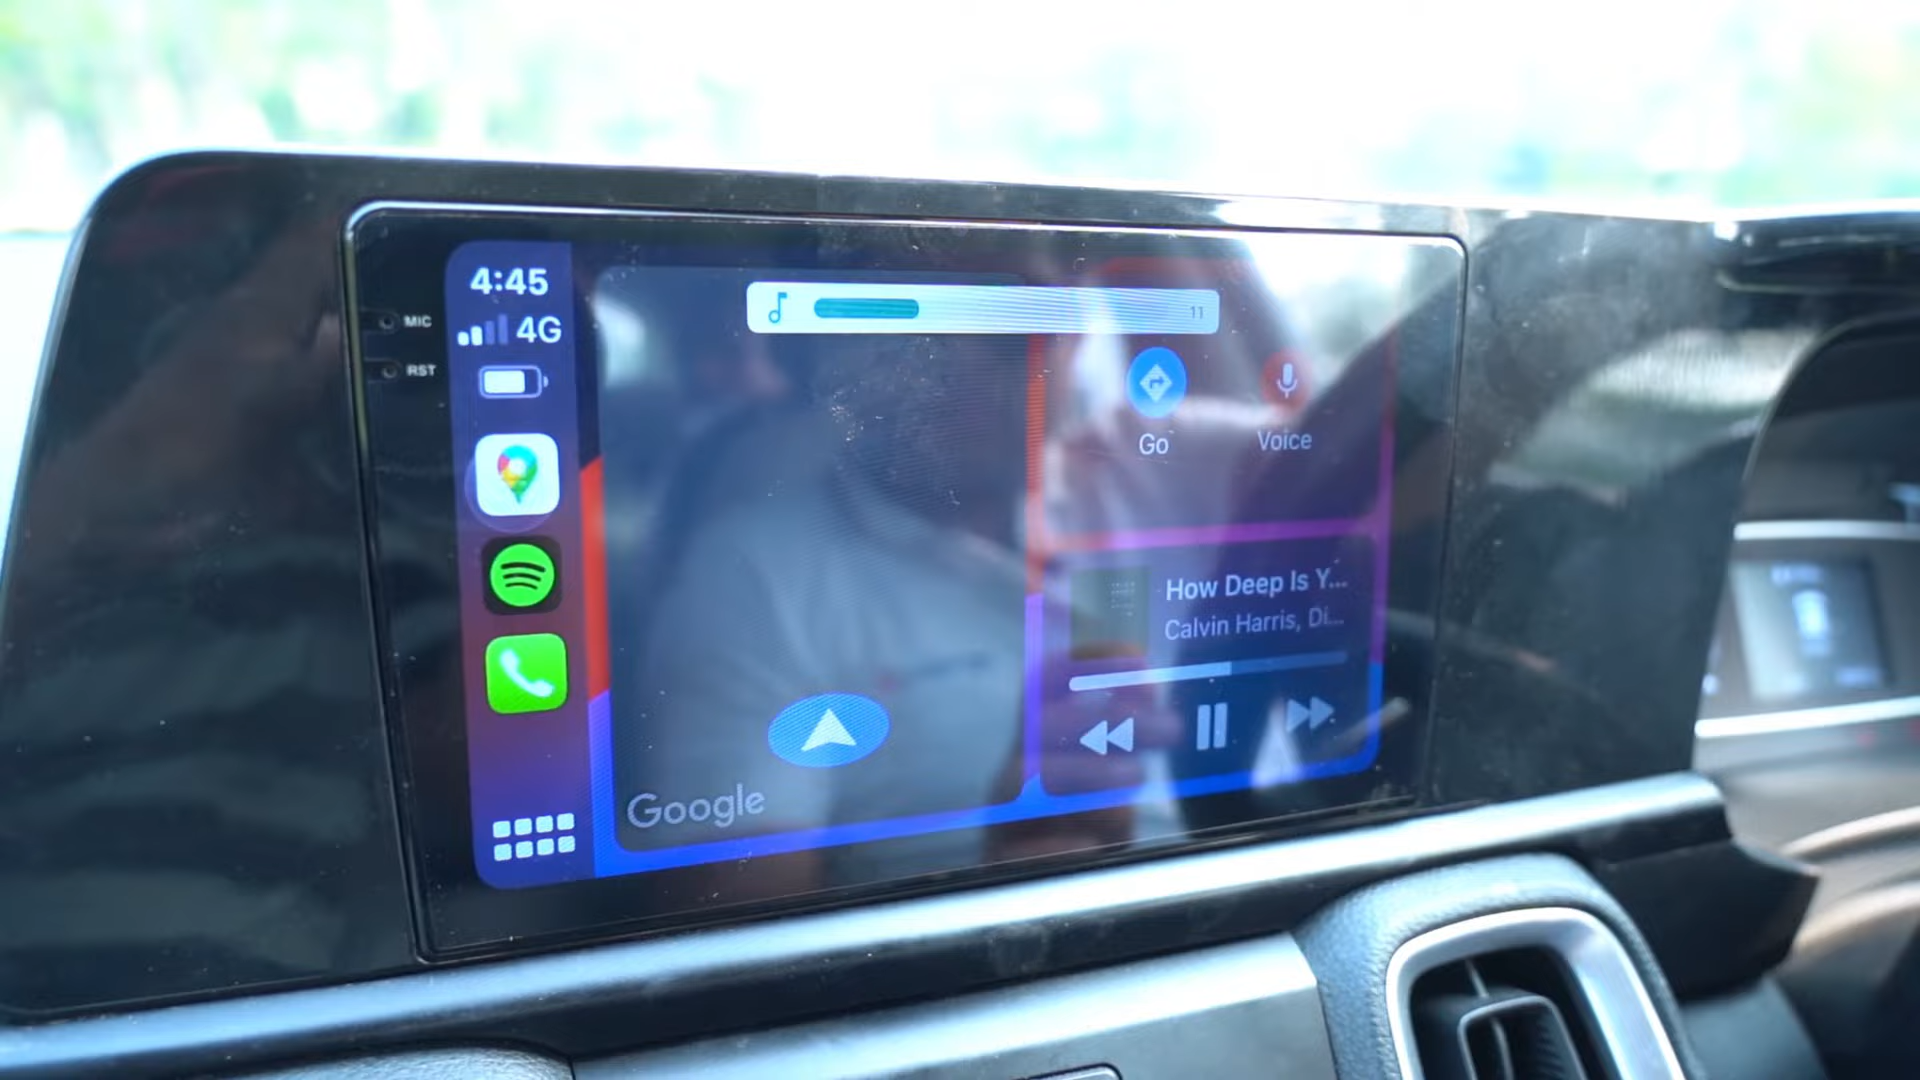 4:45
4G
MIC
RST
11
Go
Voice
How Deep Is Y...
Calvin Harris, Di...
Google